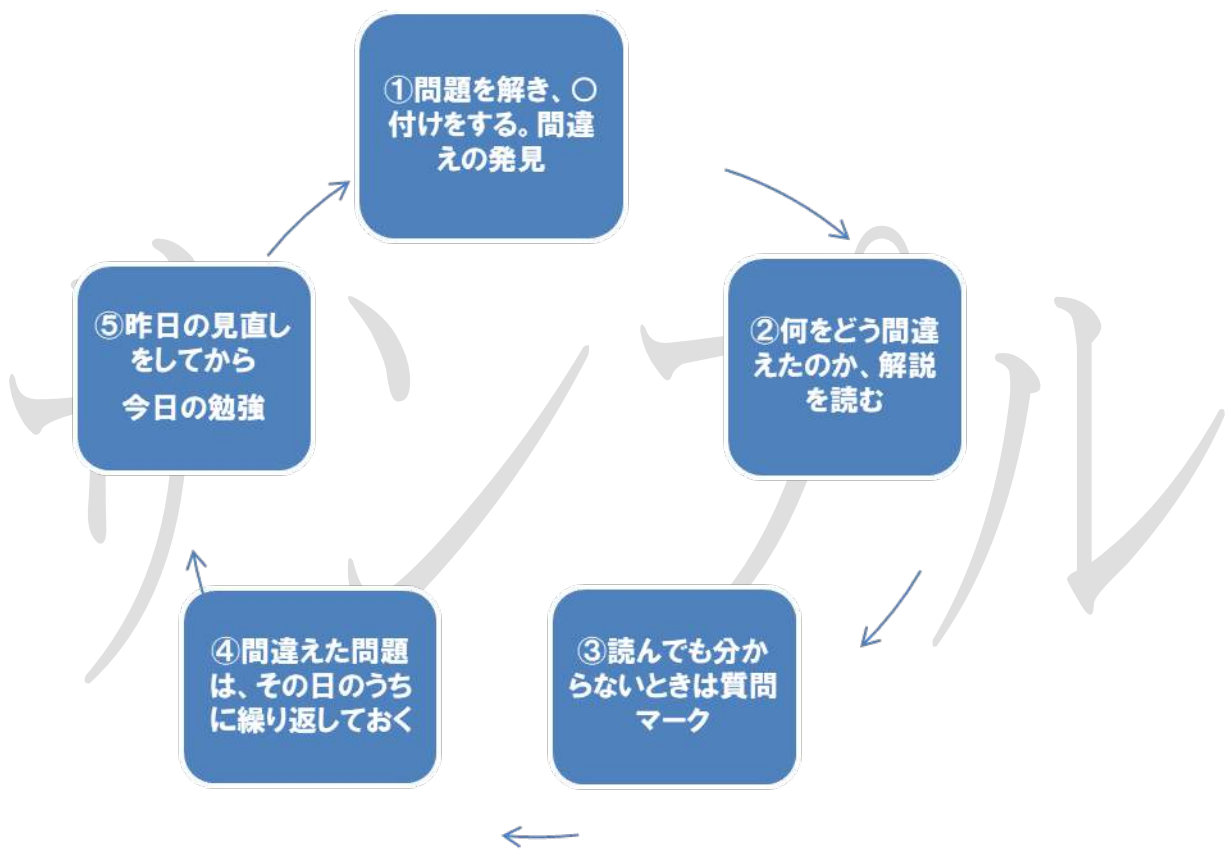 ①問題を解き、〇
付けをする。間違
えの発見
②何をどう間違
えたのか、解説
を読む
③読んでも分か
らないときは質問
マーク
④間違えた問題
は、その日のうち
に繰り返しておく
⑤昨日の見直し
をしてから
今日の勉強
サンプル